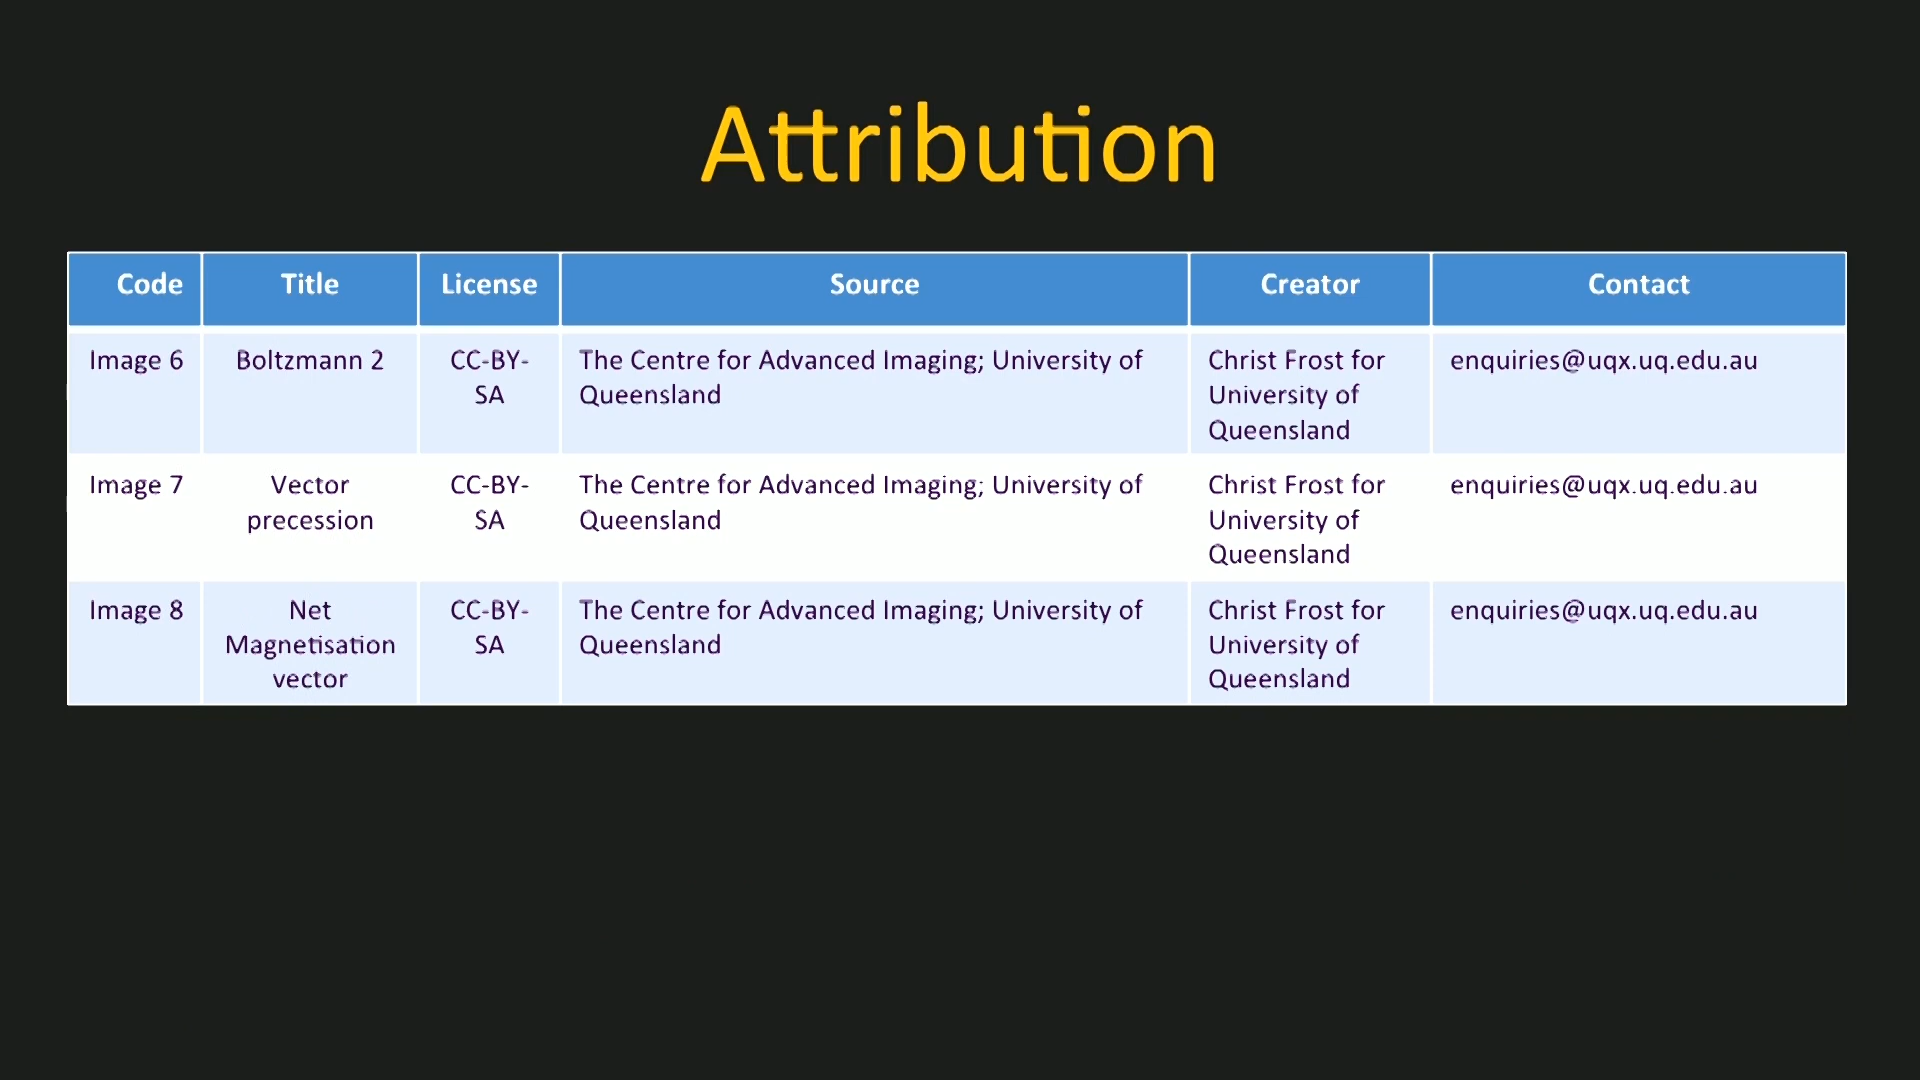 Attribution
Code Title License Source Creator Contact
Image 6 Boltzmann 2 CC-BY- The Centre for Advanced Imaging; University of Christ Frost for enquiries@uqx.uq.edu.au
SA Queensland University of
Queensland
Image 7 Vector CC-BY- The Centre for Advanced Imaging; University of Christ Frost for enquiries@uqx.uq.edu.au
precession SA Queensland University of
Queensland
Image 8 Net CC-BY- The Centre for Advanced Imaging; University of Christ Frost for enquiries@uqx.uq.edu.au
Magnetisation SA Queensland University of
vector Queensland